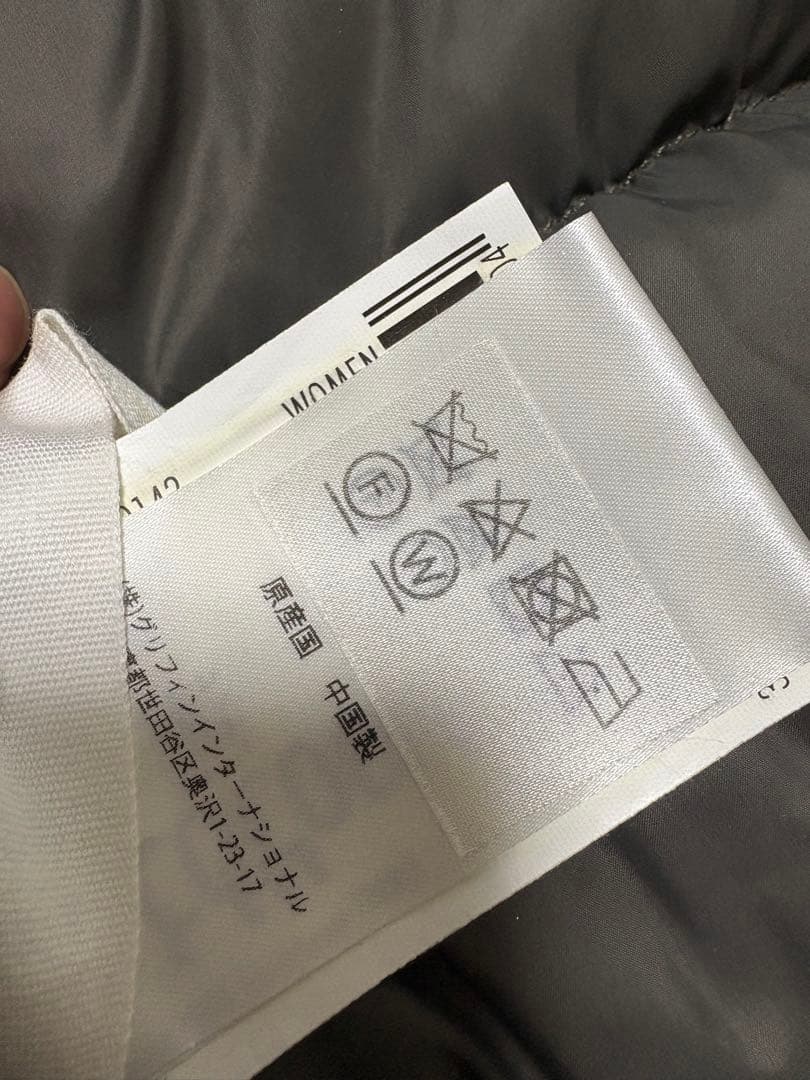 WOMEN
F
W
原産国 中国製
(株)グリフィンインターナショナル
都世田谷区奥沢1-23-17